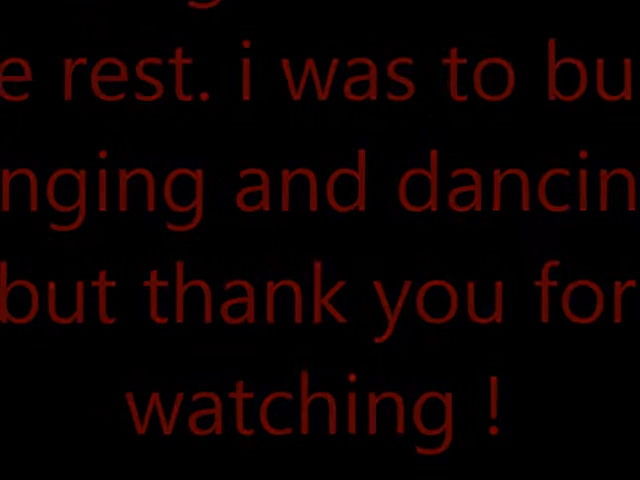 e rest. i was to bu
nging and dancin
but thank you for
watching !